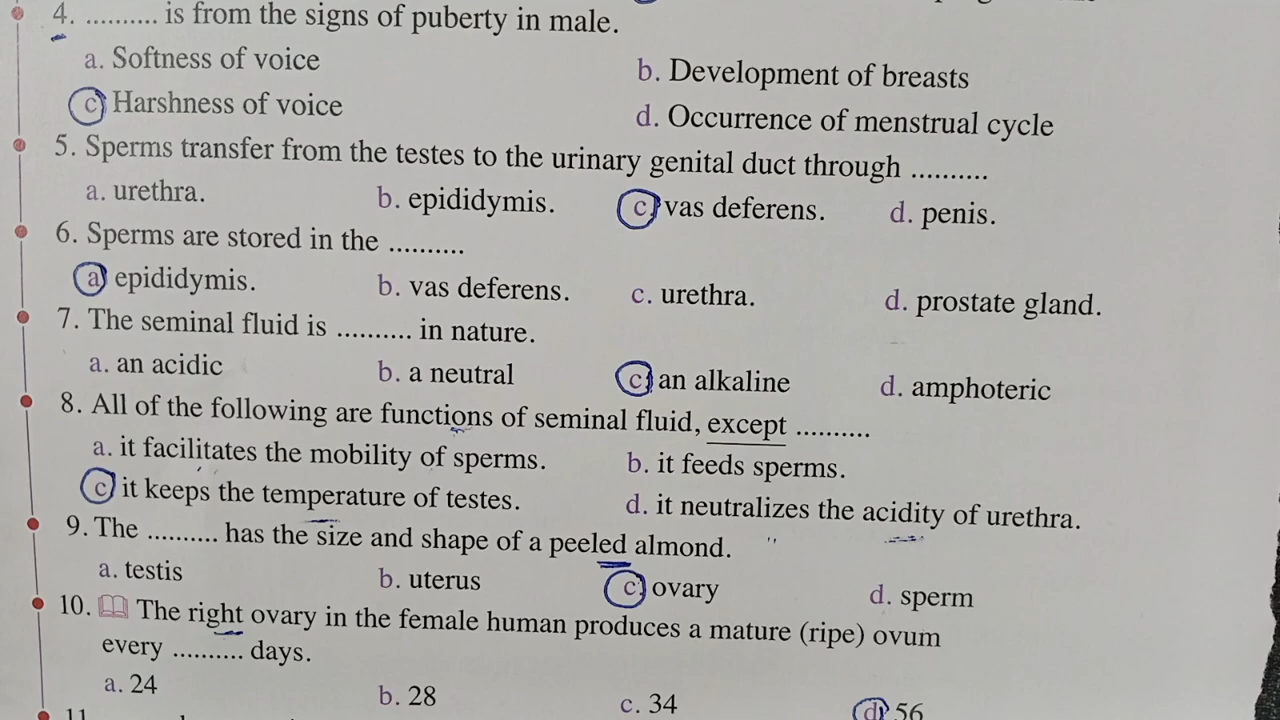 4. .......... is from the signs of puberty in male.
a. Softness of voice b. Development of breasts
c. Harshness of voice d. Occurrence of menstrual cycle
5. Sperms transfer from the testes to the urinary genital duct through ..........
a. urethra. b. epididymis. c. vas deferens. d. penis.
6. Sperms are stored in the ..........
a. epididymis. b. vas deferens. c. urethra. d. prostate gland.
7. The seminal fluid is .......... in nature.
a. an acidic b. a neutral c. an alkaline d. amphoteric
8. All of the following are functions of seminal fluid, except ..........
a. it facilitates the mobility of sperms. b. it feeds sperms.
c. it keeps the temperature of testes. d. it neutralizes the acidity of urethra.
9. The .......... has the size and shape of a peeled almond.
a. testis b. uterus c. ovary d. sperm
10. The right ovary in the female human produces a mature (ripe) ovum
every .......... days.
a. 24 b. 28 c. 34 d. 56
11.